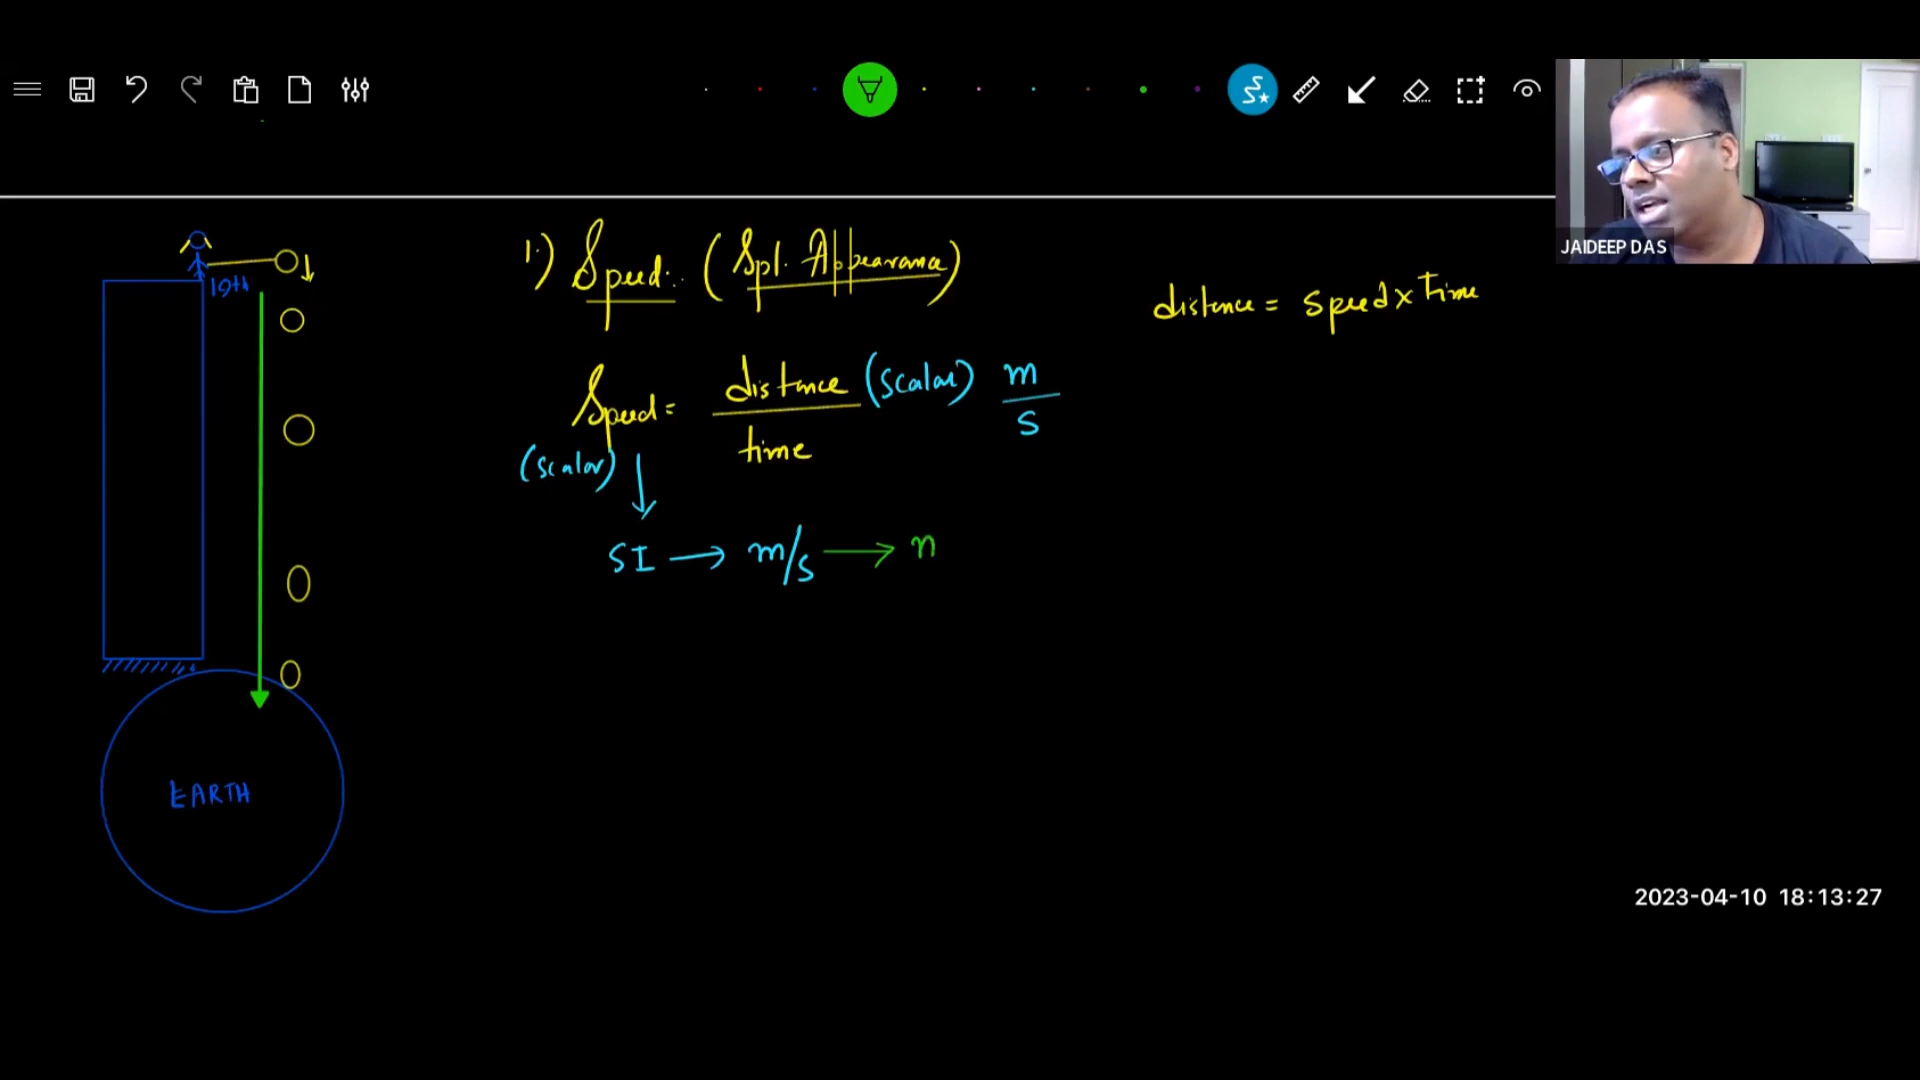 JAIDEEP DAS
1.) Speed:. (Spl. Appearance)
19th
distance = speed x Time
Speed = distance (scalar) m
time s
(scalar)
SI → m/s → n
EARTH
2023-04-10 18:13:27